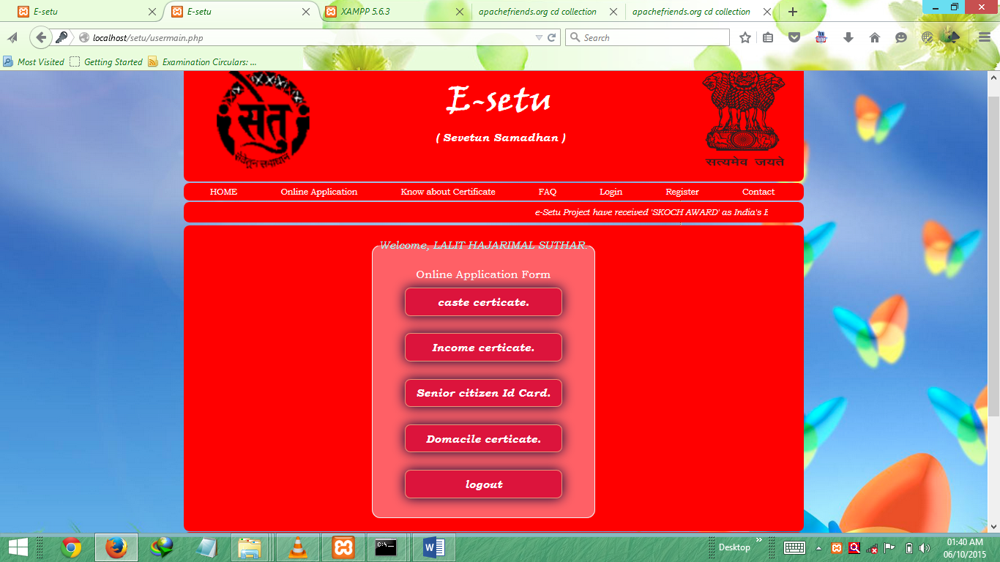 E-setu
E-setu
XAMPP 5.6.3
apachefriends.org cd collection
apachefriends.org cd collection
localhost/setu/usermain.php
Search
Most Visited
Getting Started
Examination Circulars: ...
सेतु
सेवेतून समाधान
E-setu
( Sevetun Samadhan )
सत्यमेव जयते
HOME Online Application Know about Certificate FAQ Login Register Contact
e-Setu Project have received 'SKOCH AWARD' as India's
Welcome, LALIT HAJARIMAL SUTHAR.
Online Application Form
caste certicate.
Income certicate.
Senior citizen Id Card.
Domacile certicate.
logout
Desktop
01:40 AM
06/10/2015